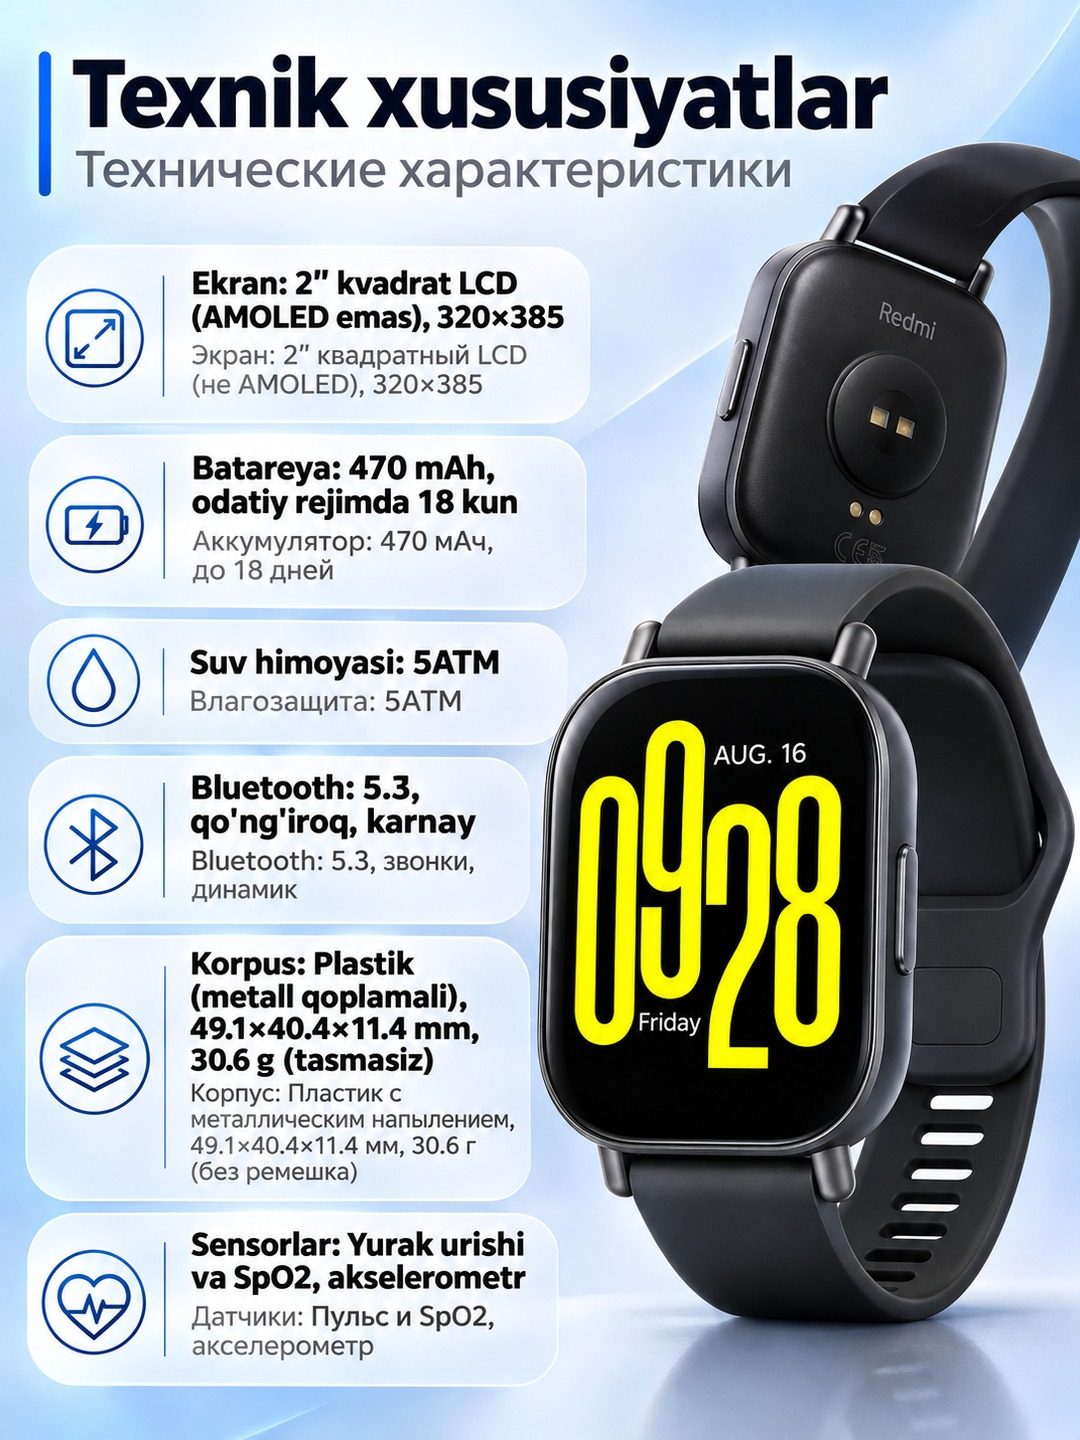 Texnik xususiyatlar
Технические характеристики
Ekran: 2″ kvadrat LCD
(AMOLED emas), 320×385
Экран: 2″ квадратный LCD
(не AMOLED), 320×385
Batareya: 470 mAh,
odatiy rejimda 18 kun
Аккумулятор: 470 мАч,
до 18 дней
Suv himoyasi: 5ATM
Влагозащита: 5ATM
Bluetooth: 5.3,
qo'ng'iroq, karnay
Bluetooth: 5.3, звонки,
динамик
Korpus: Plastik
(metall qoplamali),
49.1×40.4×11.4 mm,
30.6 g (tasmasiz)
Корпус: Пластик с
металлическим напылением,
49.1×40.4×11.4 мм, 30.6 г
(без ремешка)
Sensorlar: Yurak urishi
va SpO2, akselerometr
Датчики: Пульс и SpO2,
акселерометр
Redmi
CE
AUG. 16
0928
Friday